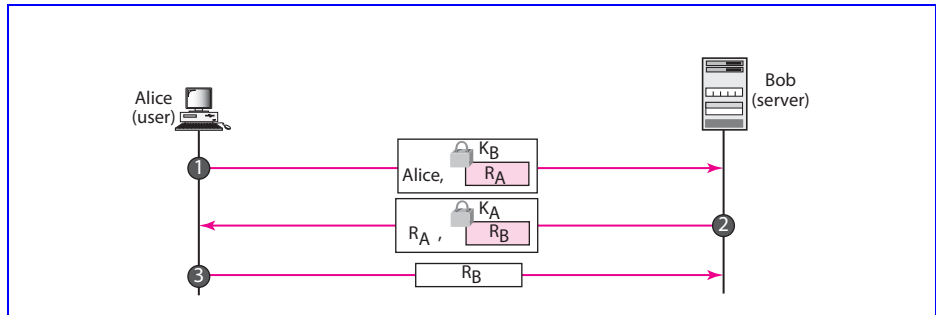 Alice
(user)
Bob
(server)
1
K_B
Alice, R_A
K_A
R_A , R_B
2
3
R_B